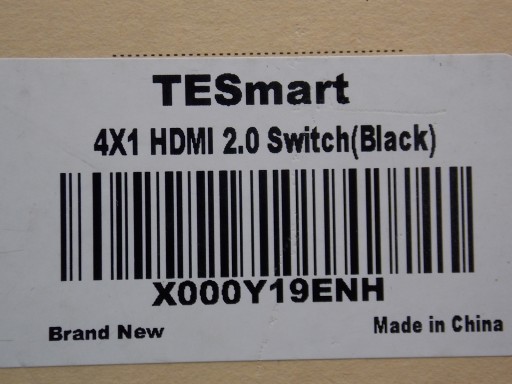 TESmart
4X1 HDMI 2.0 Switch(Black)
X000Y19ENH
Brand New
Made in China